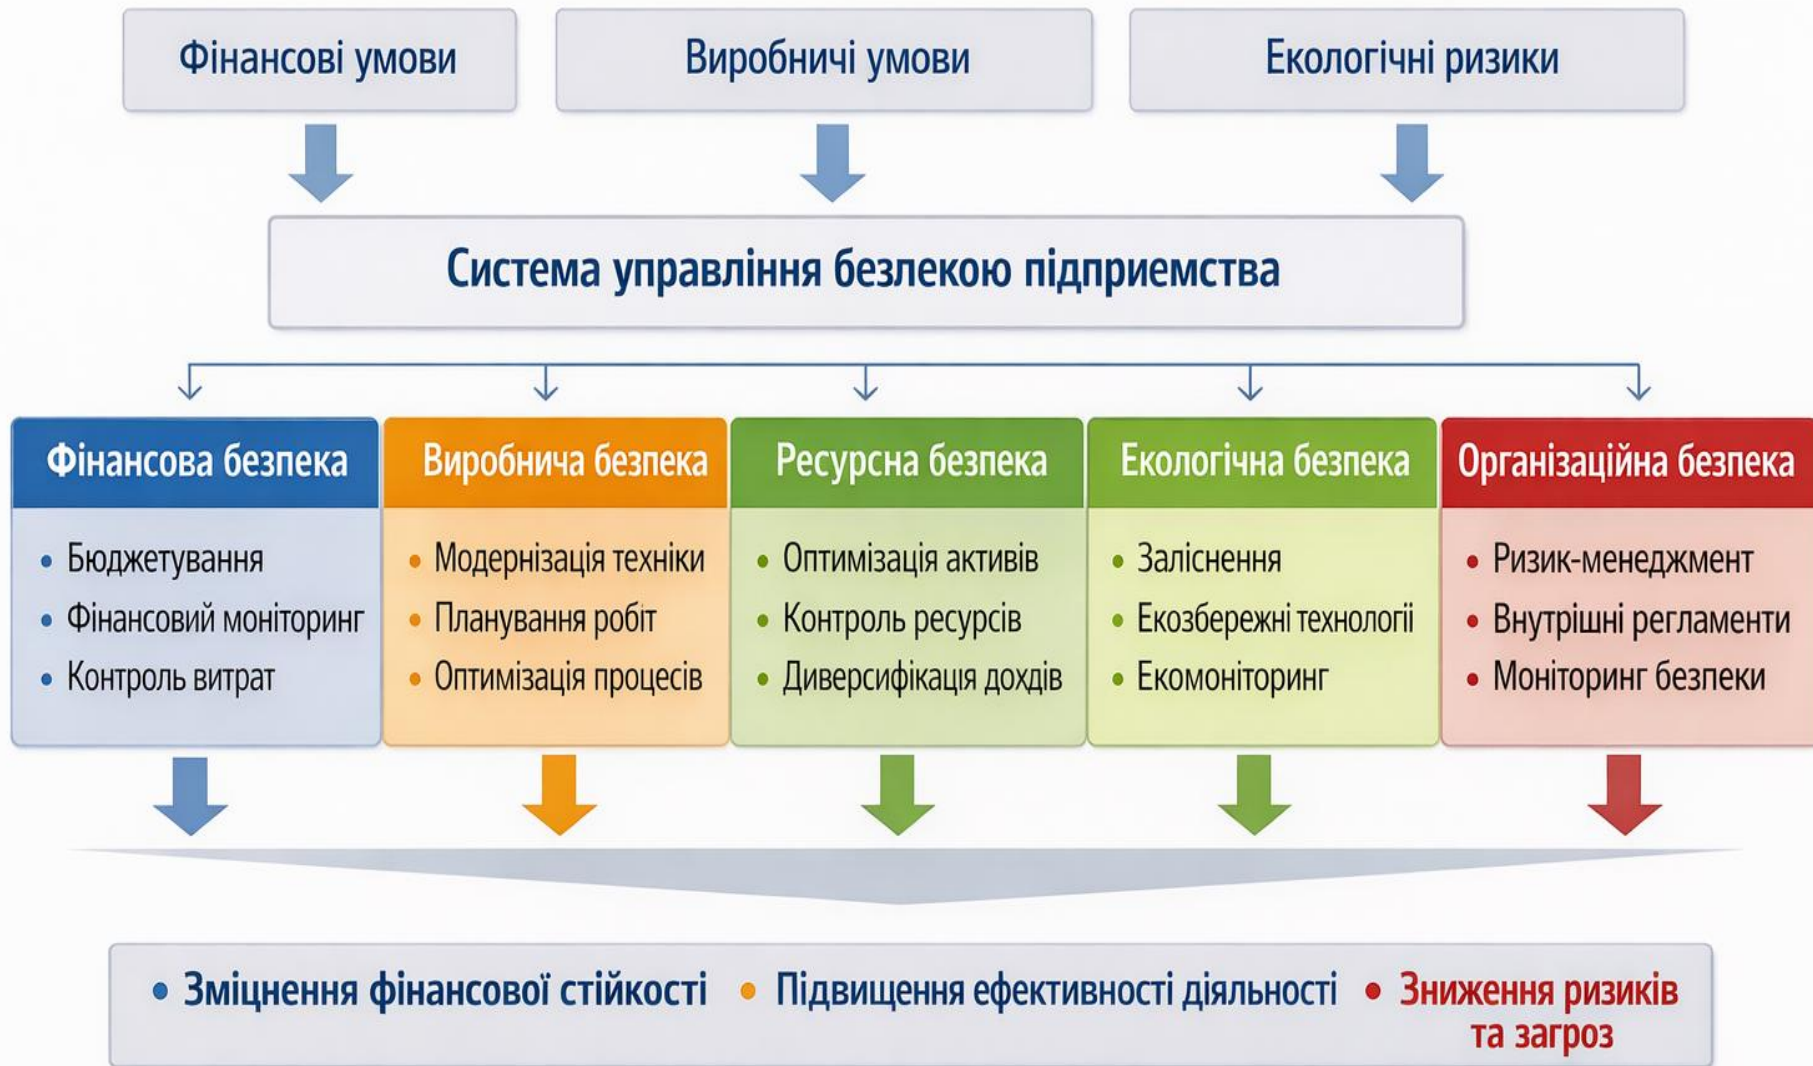 Фінансові умови
Виробничі умови
Екологічні ризики
Система управління безлекою підприемства
Фінансова безпека
• Бюджетування
• Фінансовий моніторинг
• Контроль витрат
Виробнича безпека
• Модернізація техніки
• Планування робіт
• Оптимізація процесів
Ресурсна безпека
• Оптимізація активів
• Контроль ресурсів
• Диверсифікація дохдів
Екологічна безпека
• Заліснення
• Екозбережні технології
• Екомоніторинг
Організаційна безпека
• Ризик-менеджмент
• Внутрішні регламенти
• Моніторинг безпеки
• Зміцнення фінансової стійкості • Підвищення ефективності діяльності • Зниження ризиків
та загроз